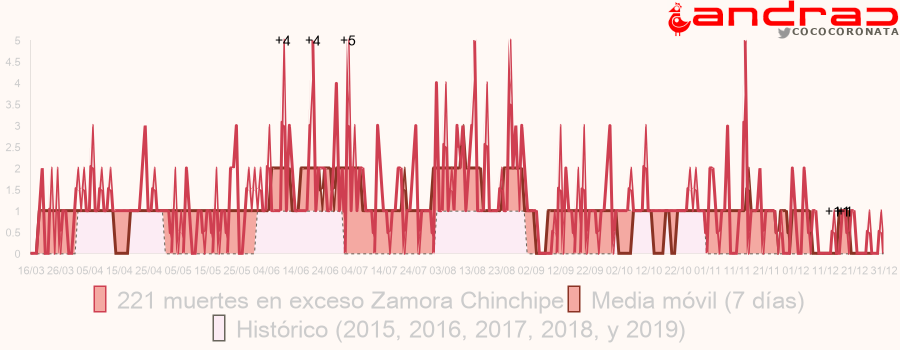 andrab
COCOCORONATA
5
4.5
4
3.5
3
2.5
2
1.5
1
0.5
0
+4 +4 +5
+1 +1
16/03 26/03 05/04 15/04 25/04 05/05 15/05 25/05 04/06 14/06 24/06 04/07 14/07 24/07 03/08 13/08 23/08 02/09 12/09 22/09 02/10 12/10 22/10 01/11 11/11 21/11 01/12 11/12 21/12 31/12
221 muertes en exceso Zamora Chinchipe Media móvil (7 días)
Histórico (2015, 2016, 2017, 2018, y 2019)